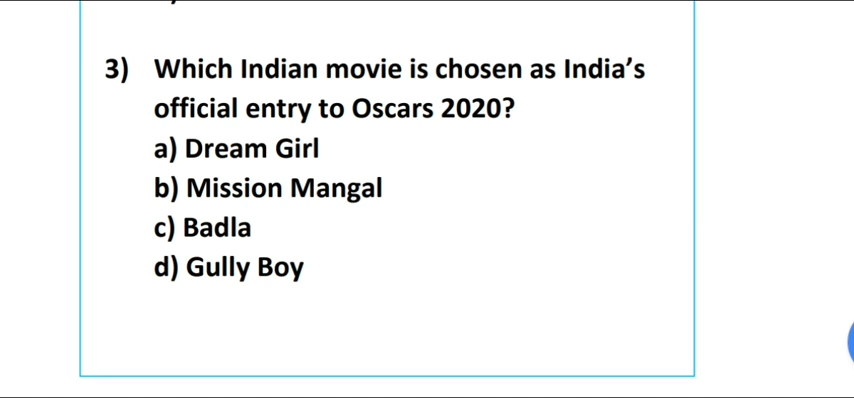 3) Which Indian movie is chosen as India’s
official entry to Oscars 2020?
a) Dream Girl
b) Mission Mangal
c) Badla
d) Gully Boy